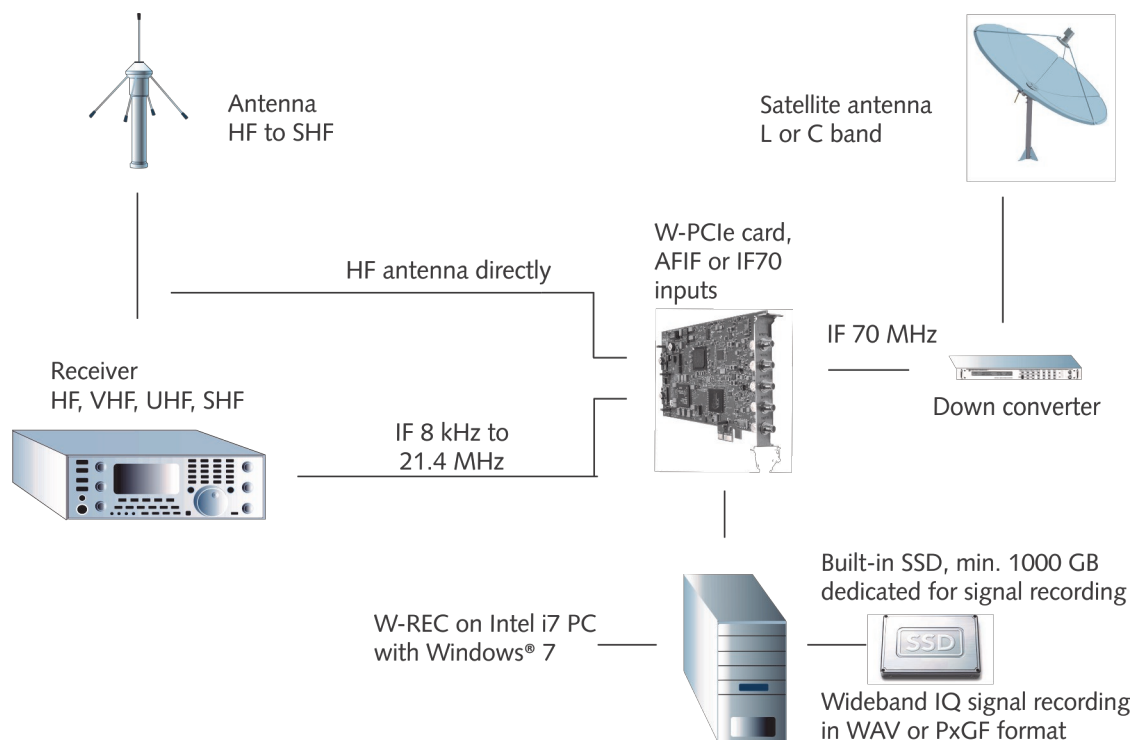 Antenna
HF to SHF
Satellite antenna
L or C band
W-PCIe card,
AFIF or IF70
inputs
HF antenna directly
IF 70 MHz
Receiver
HF, VHF, UHF, SHF
Down converter
IF 8 kHz to
21.4 MHz
Built-in SSD, min. 1000 GB
dedicated for signal recording
W-REC on Intel i7 PC
with Windows® 7
SSD
Wideband IQ signal recording
in WAV or PxGF format